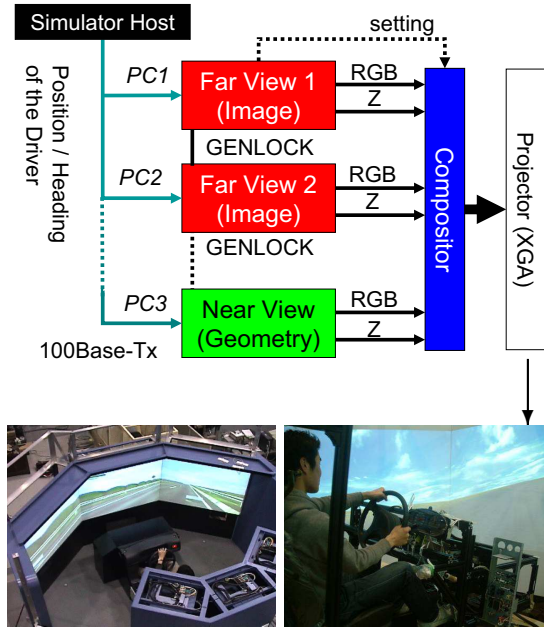 Simulator Host
setting
PC1
Far View 1
(Image)
RGB
Z
Position / Heading
of the Driver
GENLOCK
PC2
Far View 2
(Image)
RGB
Z
Compositor
Projector (XGA)
GENLOCK
PC3
Near View
(Geometry)
RGB
Z
100Base-Tx